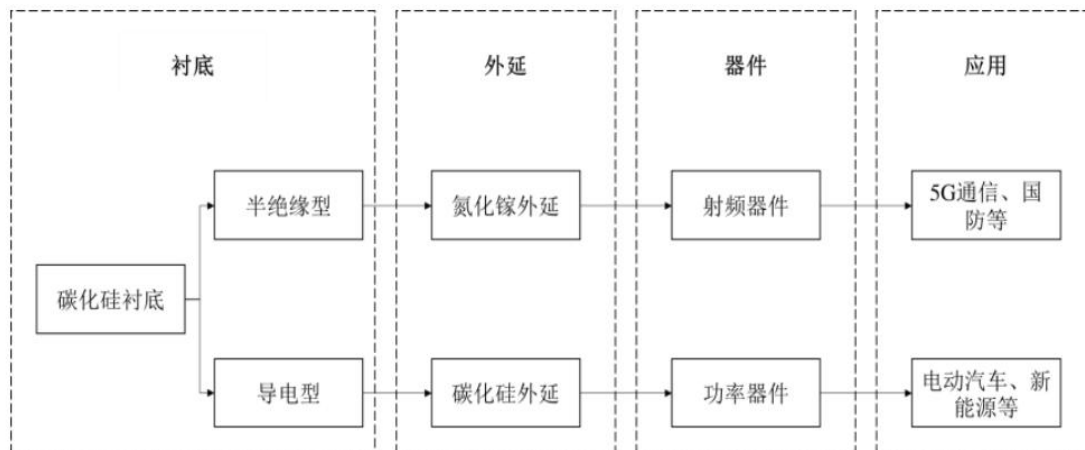 衬底
外延
器件
应用
半绝缘型
氮化镓外延
射频器件
5G通信、国
防等
碳化硅衬底
导电型
碳化硅外延
功率器件
电动汽车、新
能源等